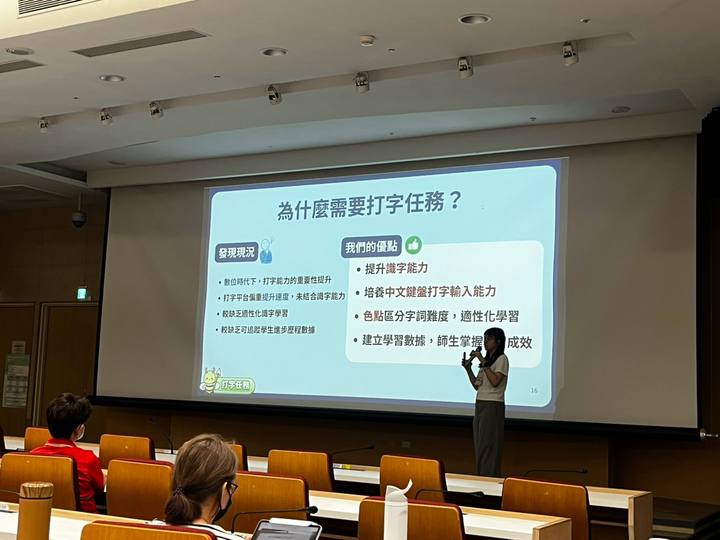 為什麼需要打字任務？
發現現況
• 數位時代下，打字能力的重要性提升
• 打字平台偏重提升速度，未結合識字能力
• 較缺乏適性化識字學習
• 較缺乏可追蹤學生進步歷程數據
我們的優點
• 提升識字能力
• 培養中文鍵盤打字輸入能力
• 色點區分字詞難度，適性化學習
• 建立學習數據，師生掌握 成效
打字任務
16